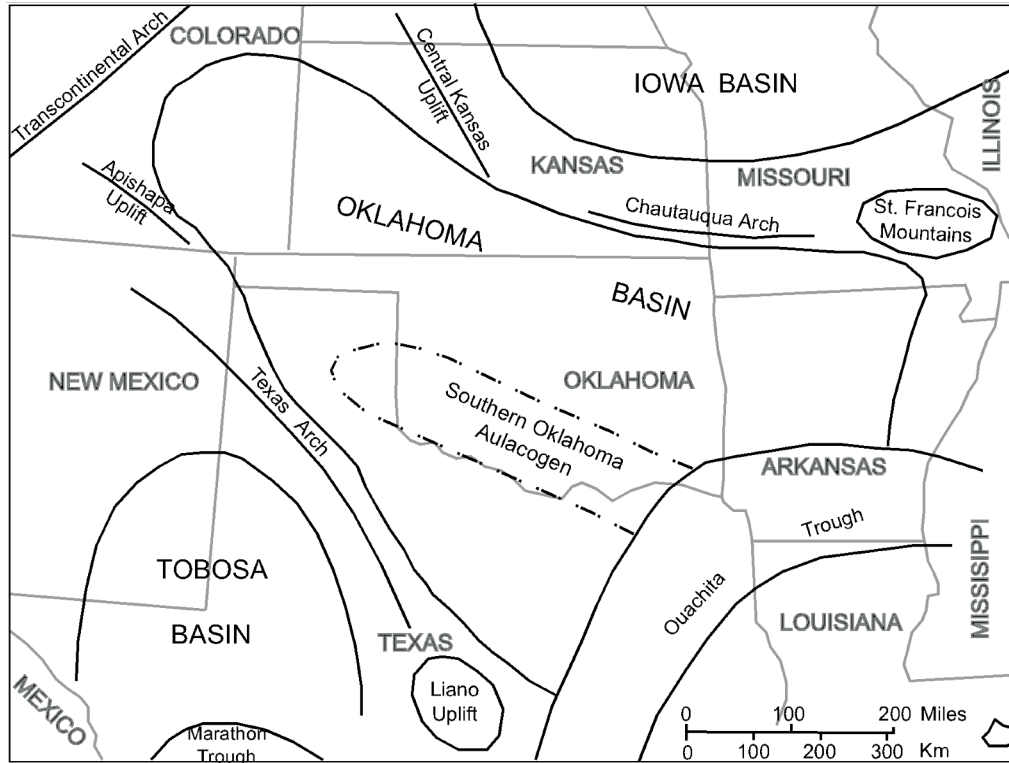 Transcontinental Arch
COLORADO
Central Kansas
Uplift
IOWA BASIN
ILLINOIS
KANSAS
MISSOURI
Apishapa
Uplift
OKLAHOMA
BASIN
Chautauqua Arch
St. Francois
Mountains
NEW MEXICO
Texas Arch
Southern Oklahoma
Aulacogen
OKLAHOMA
ARKANSAS
Trough
Ouachita
MISSISSIPPI
TOBOSA
BASIN
TEXAS
LOUISIANA
Liano
Uplift
MEXICO
Marathon
Trough
0 100 200 Miles
0 100 200 300 Km